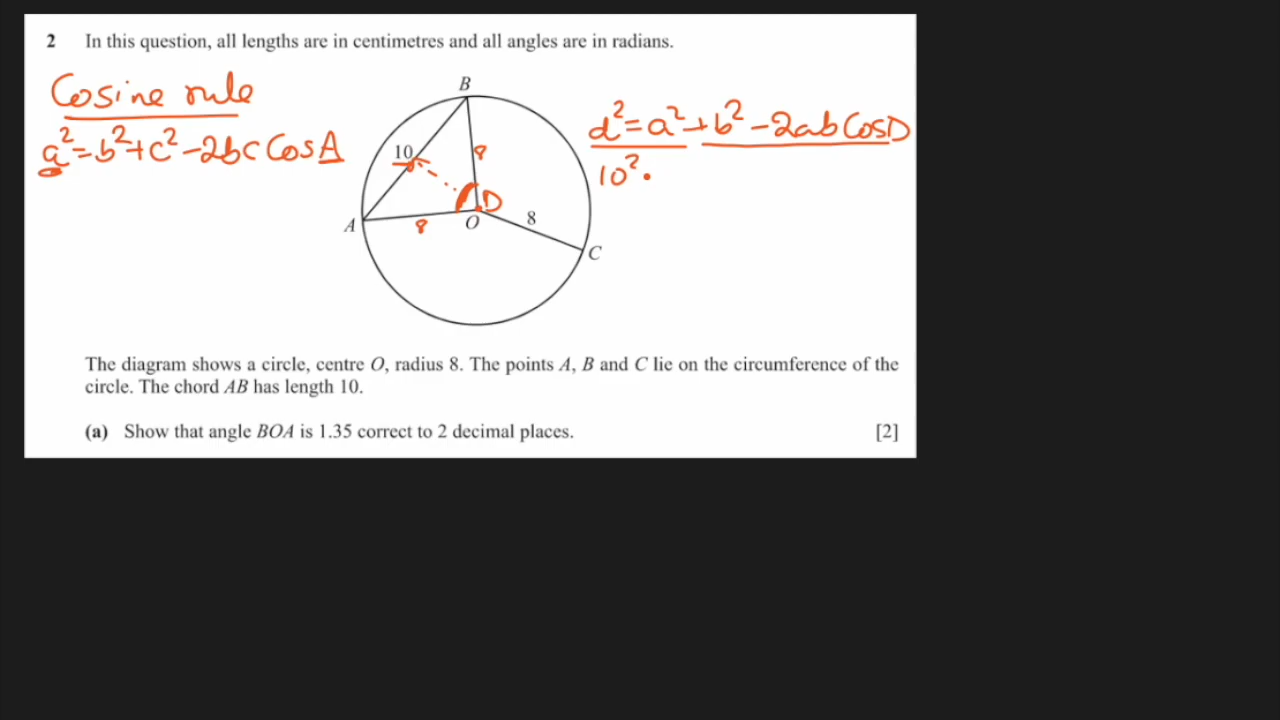 2 In this question, all lengths are in centimetres and all angles are in radians.
Cosine rule
a²=b²+c²-2bc CosA
B
d²=a²+b²-2ab CosD
10
8
10²
D
A
8
O
8
C
The diagram shows a circle, centre O, radius 8. The points A, B and C lie on the circumference of the
circle. The chord AB has length 10.
(a) Show that angle BOA is 1.35 correct to 2 decimal places. [2]